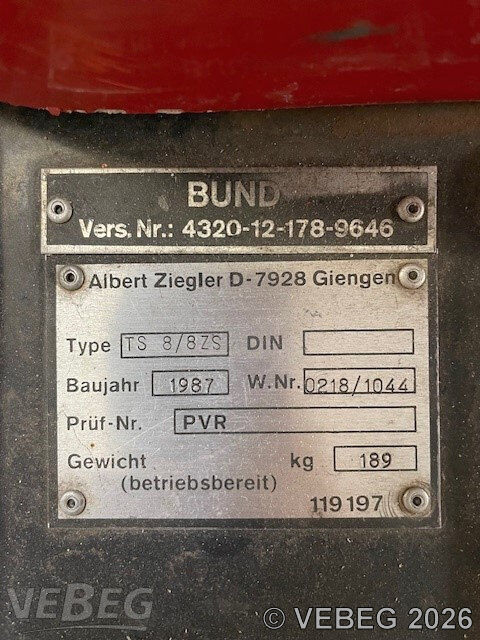 BUND
Vers. Nr.: 4320-12-178-9646
Albert Ziegler D-7928 Giengen
Type TS 8/8ZS DIN
Baujahr 1987 W.Nr. 0218/1044
Prüf-Nr. PVR
Gewicht kg 189
(betriebsbereit)
119197
VEBEG
© VEBEG 2026